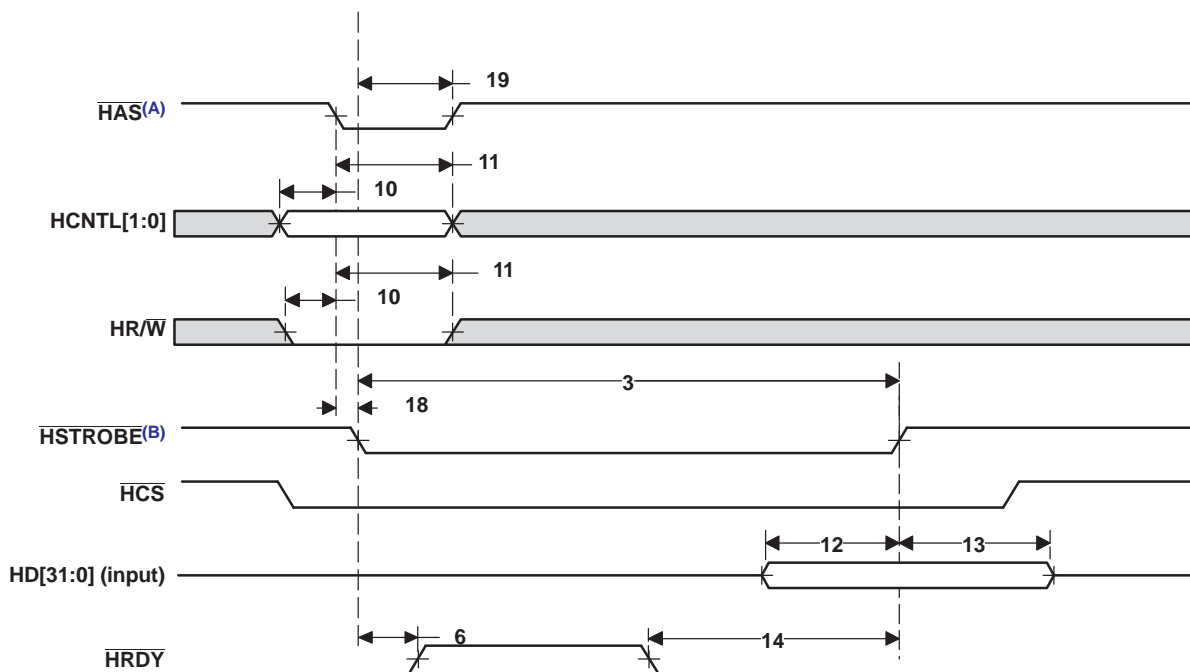 19
HAS(A)
11
10
HCNTL[1:0]
11
10
HR/W
3
18
HSTROBE(B)
HCS
12
13
HD[31:0] (input)
6
14
HRDY